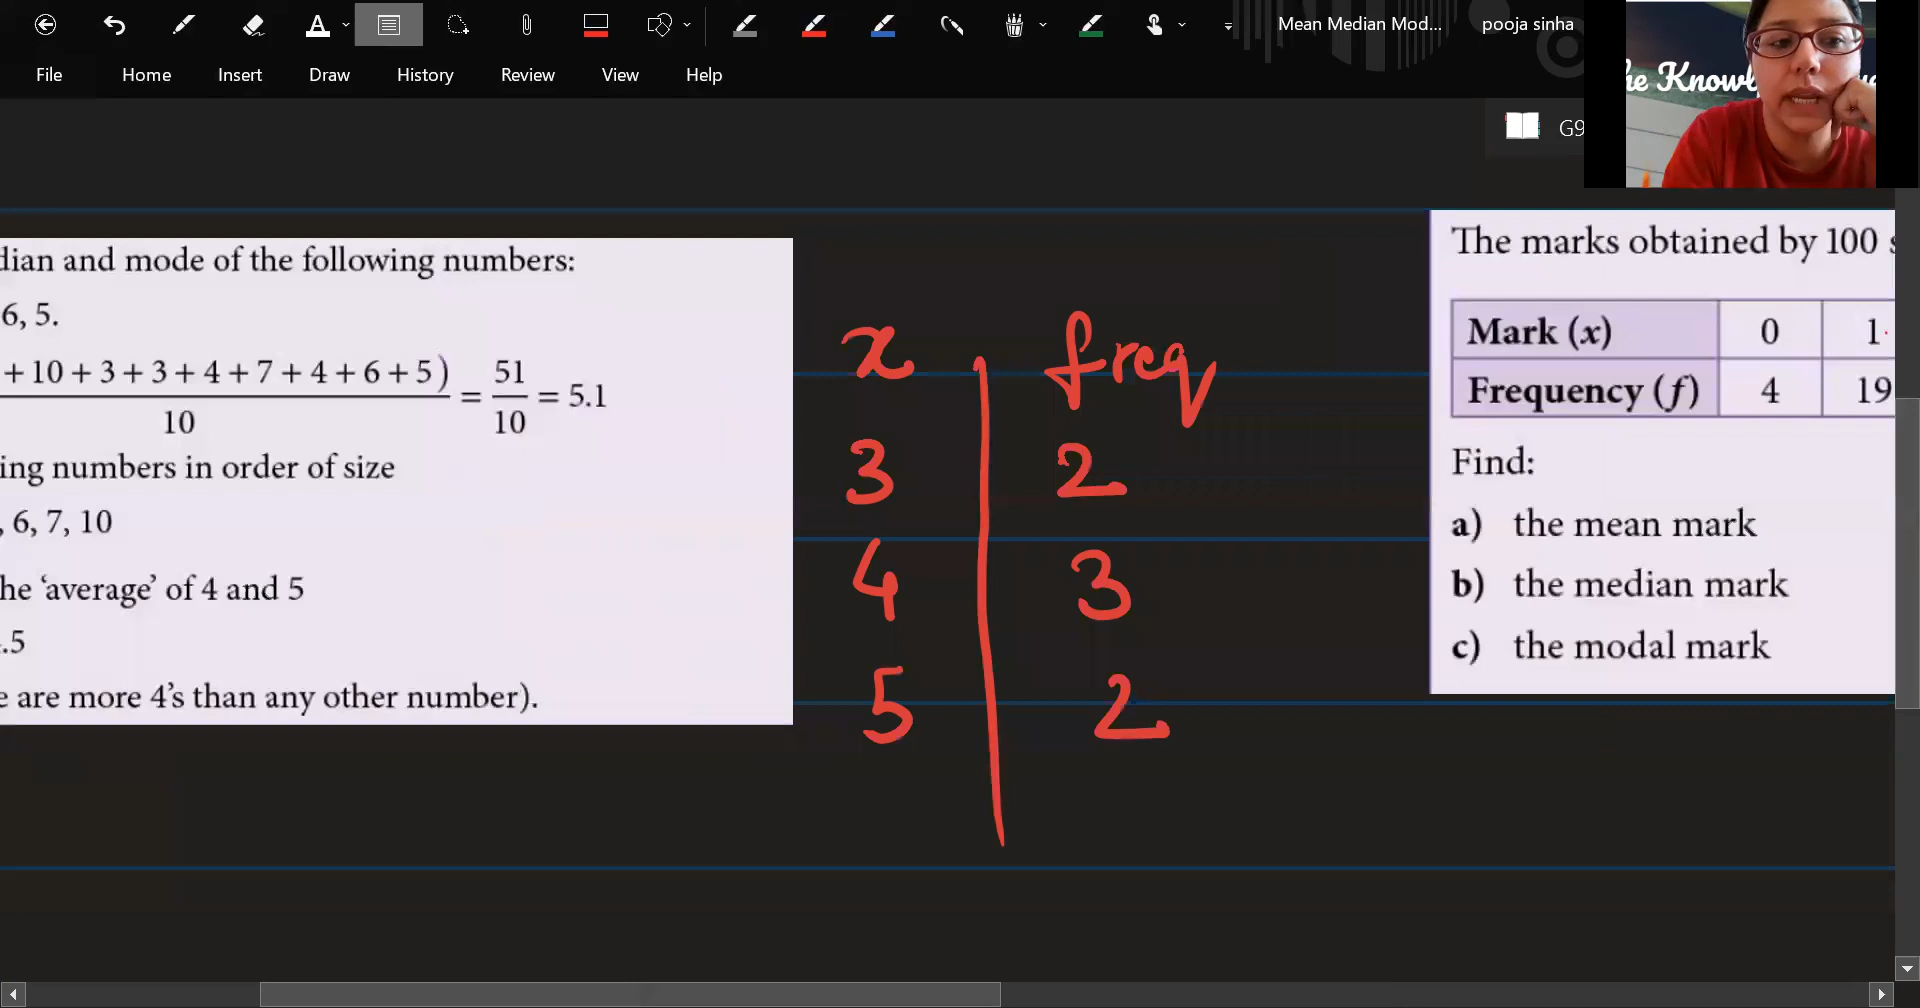 Mean Median Mod... pooja sinha
File Home Insert Draw History Review View Help
G9
dian and mode of the following numbers:
6, 5.
+ 10 + 3 + 3 + 4 + 7 + 4 + 6 + 5) / 10 = 51 / 10 = 5.1
ing numbers in order of size
, 6, 7, 10
he ‘average’ of 4 and 5
.5
e are more 4’s than any other number).
x freq
3 2
4 3
5 2
The marks obtained by 100 s
Mark (x) 0 1
Frequency (f) 4 19
Find:
a) the mean mark
b) the median mark
c) the modal mark